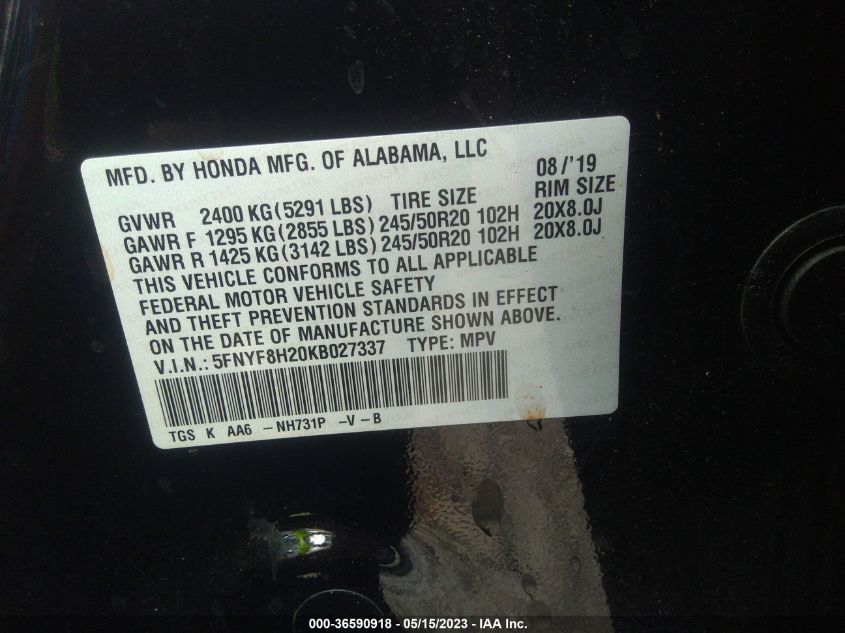 MFD. BY HONDA MFG. OF ALABAMA, LLC 08/'19
GVWR 2400 KG(5291 LBS) TIRE SIZE RIM SIZE
GAWR F 1295 KG(2855 LBS) 245/50R20 102H 20X8.0J
GAWR R 1425 KG(3142 LBS) 245/50R20 102H 20X8.0J
THIS VEHICLE CONFORMS TO ALL APPLICABLE
FEDERAL MOTOR VEHICLE SAFETY
AND THEFT PREVENTION STANDARDS IN EFFECT
ON THE DATE OF MANUFACTURE SHOWN ABOVE.
V.I.N.: 5FNYF8H20KB027337 TYPE: MPV
TGS K AA6 -NH731P -V-B
000-36590918 - 05/15/2023 - IAA Inc.